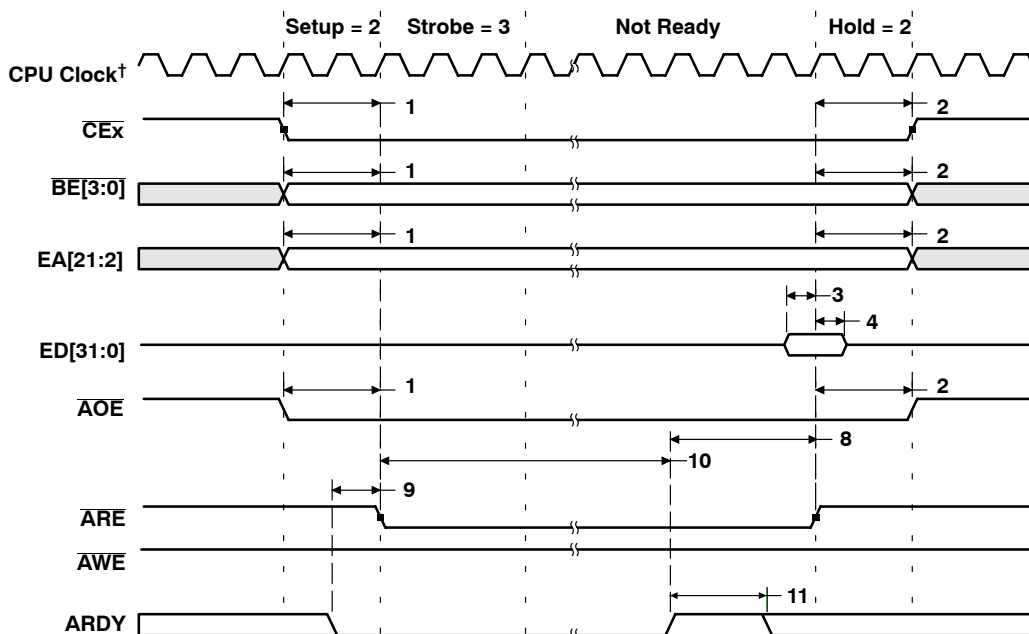 Setup = 2 Strobe = 3 Not Ready Hold = 2
CPU Clock†
1 2
CEx
1 2
BE[3:0]
1 2
EA[21:2]
3
4
ED[31:0]
1 2
AOE
8
10
9
ARE
AWE
11
ARDY